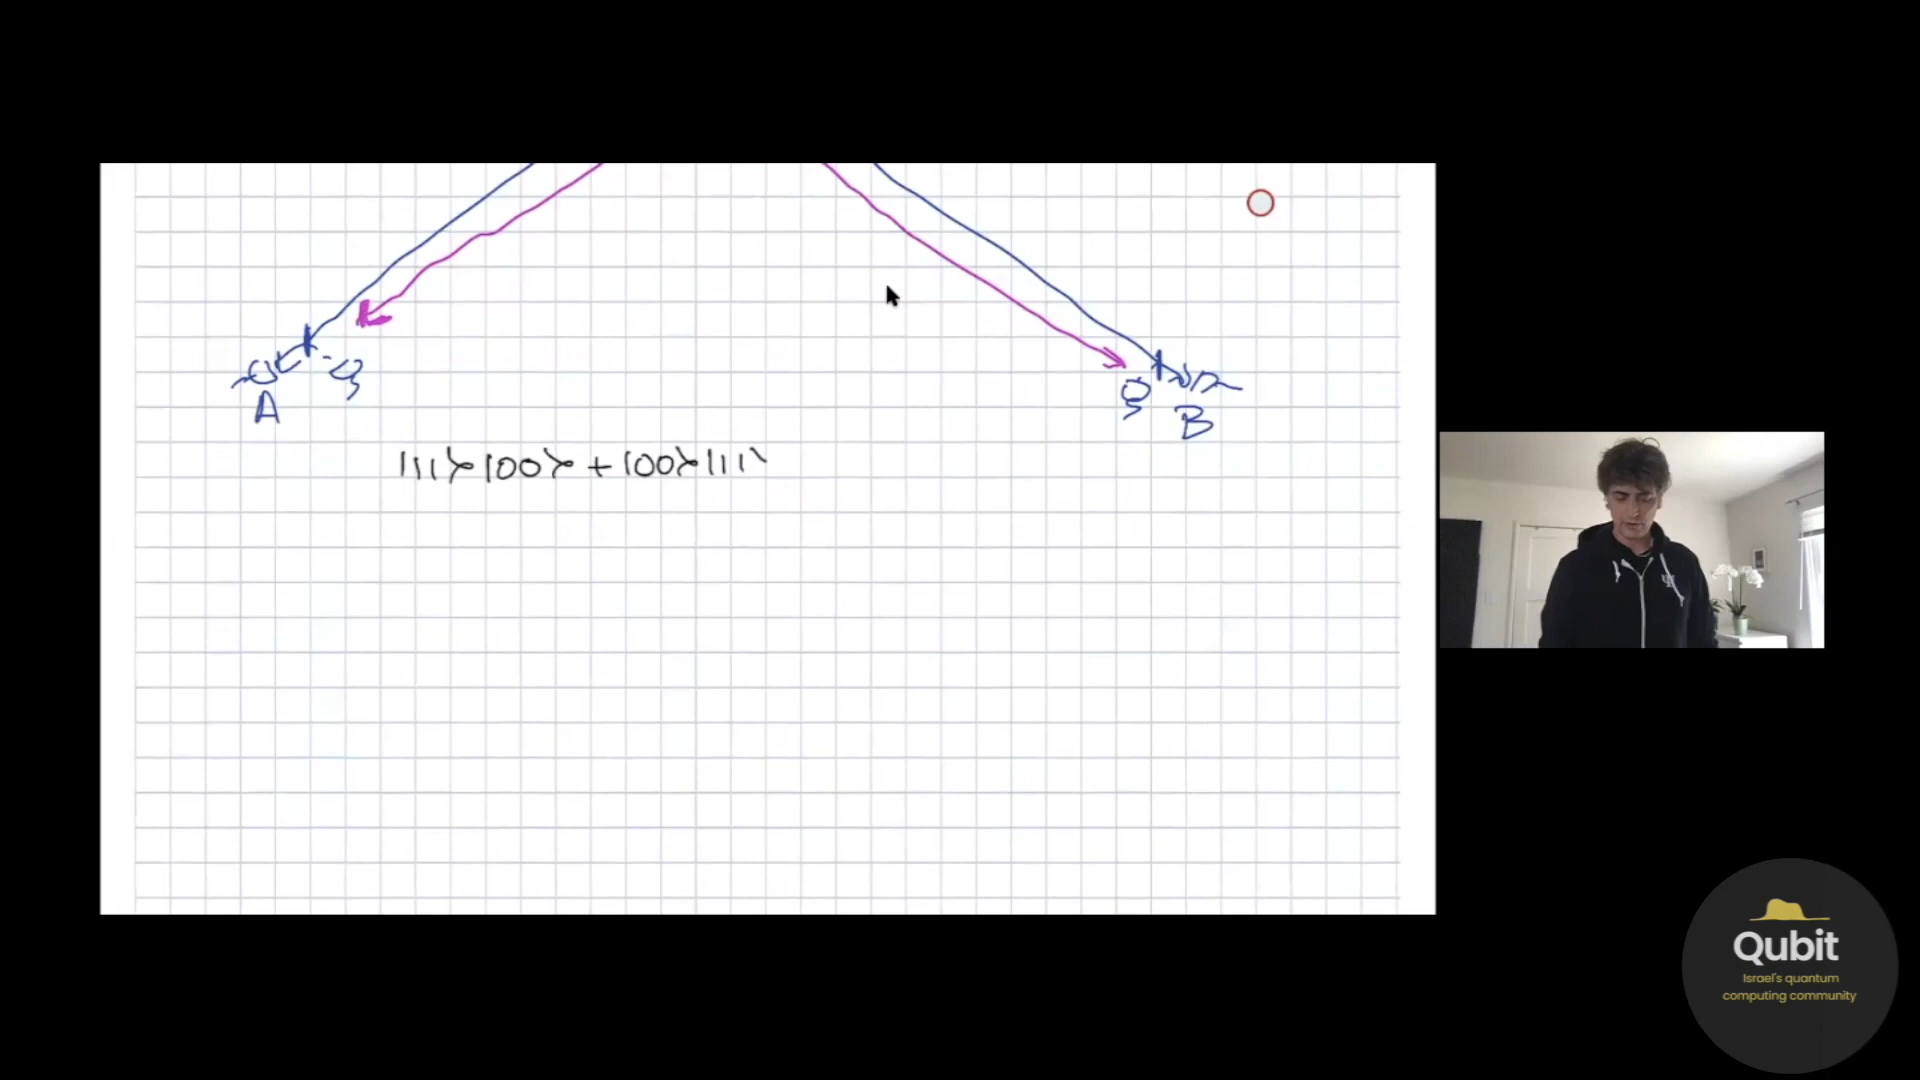 A
B
|11>|00> + |00>|11>
Qubit
Israel's quantum
computing community